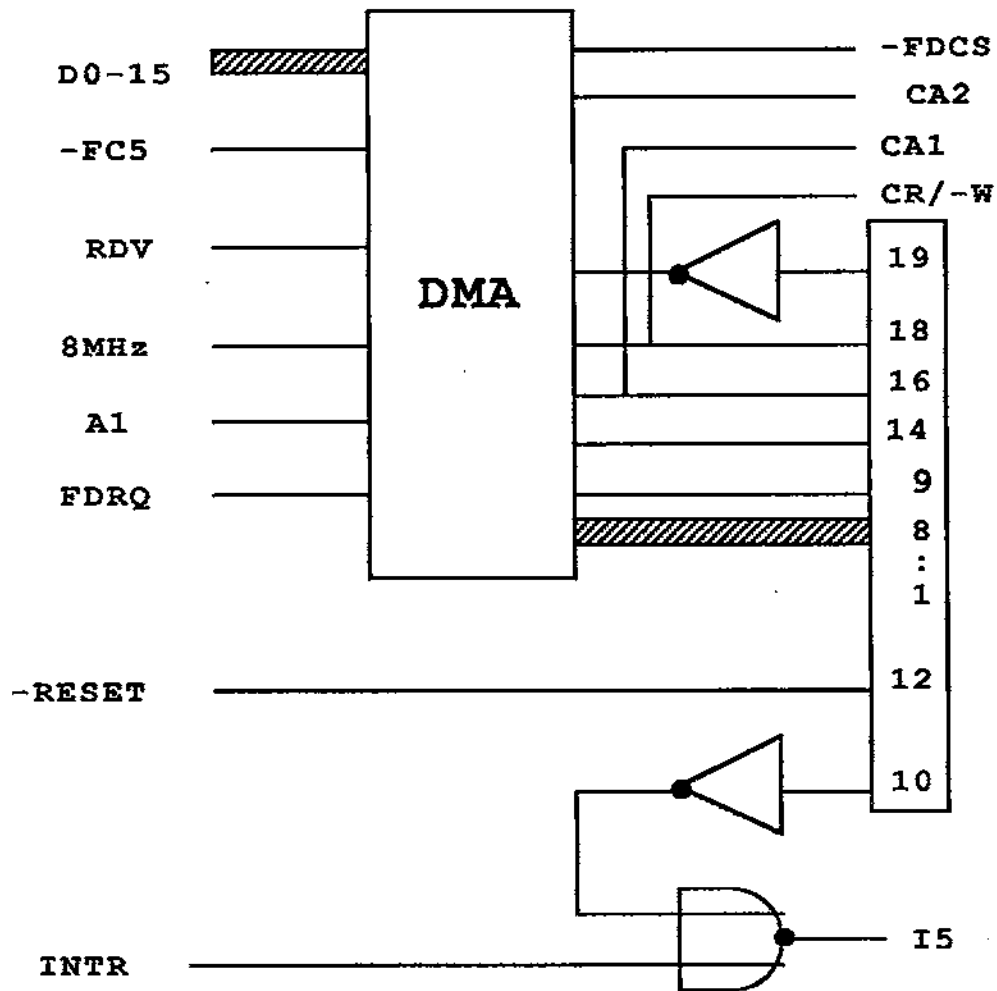 D0-15
-FC5
RDV
8MHz
A1
FDRQ
DMA
-FDCS
CA2
CA1
CR/-W
19
18
16
14
9
8
:
1
12
10
-RESET
INTR
I5